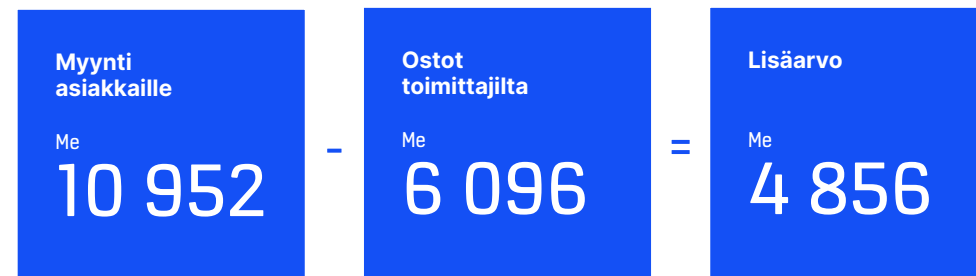 Myynti
asiakkaille
Me
10 952
-
Ostot
toimittajilta
Me
6 096
=
Lisäarvo
Me
4 856